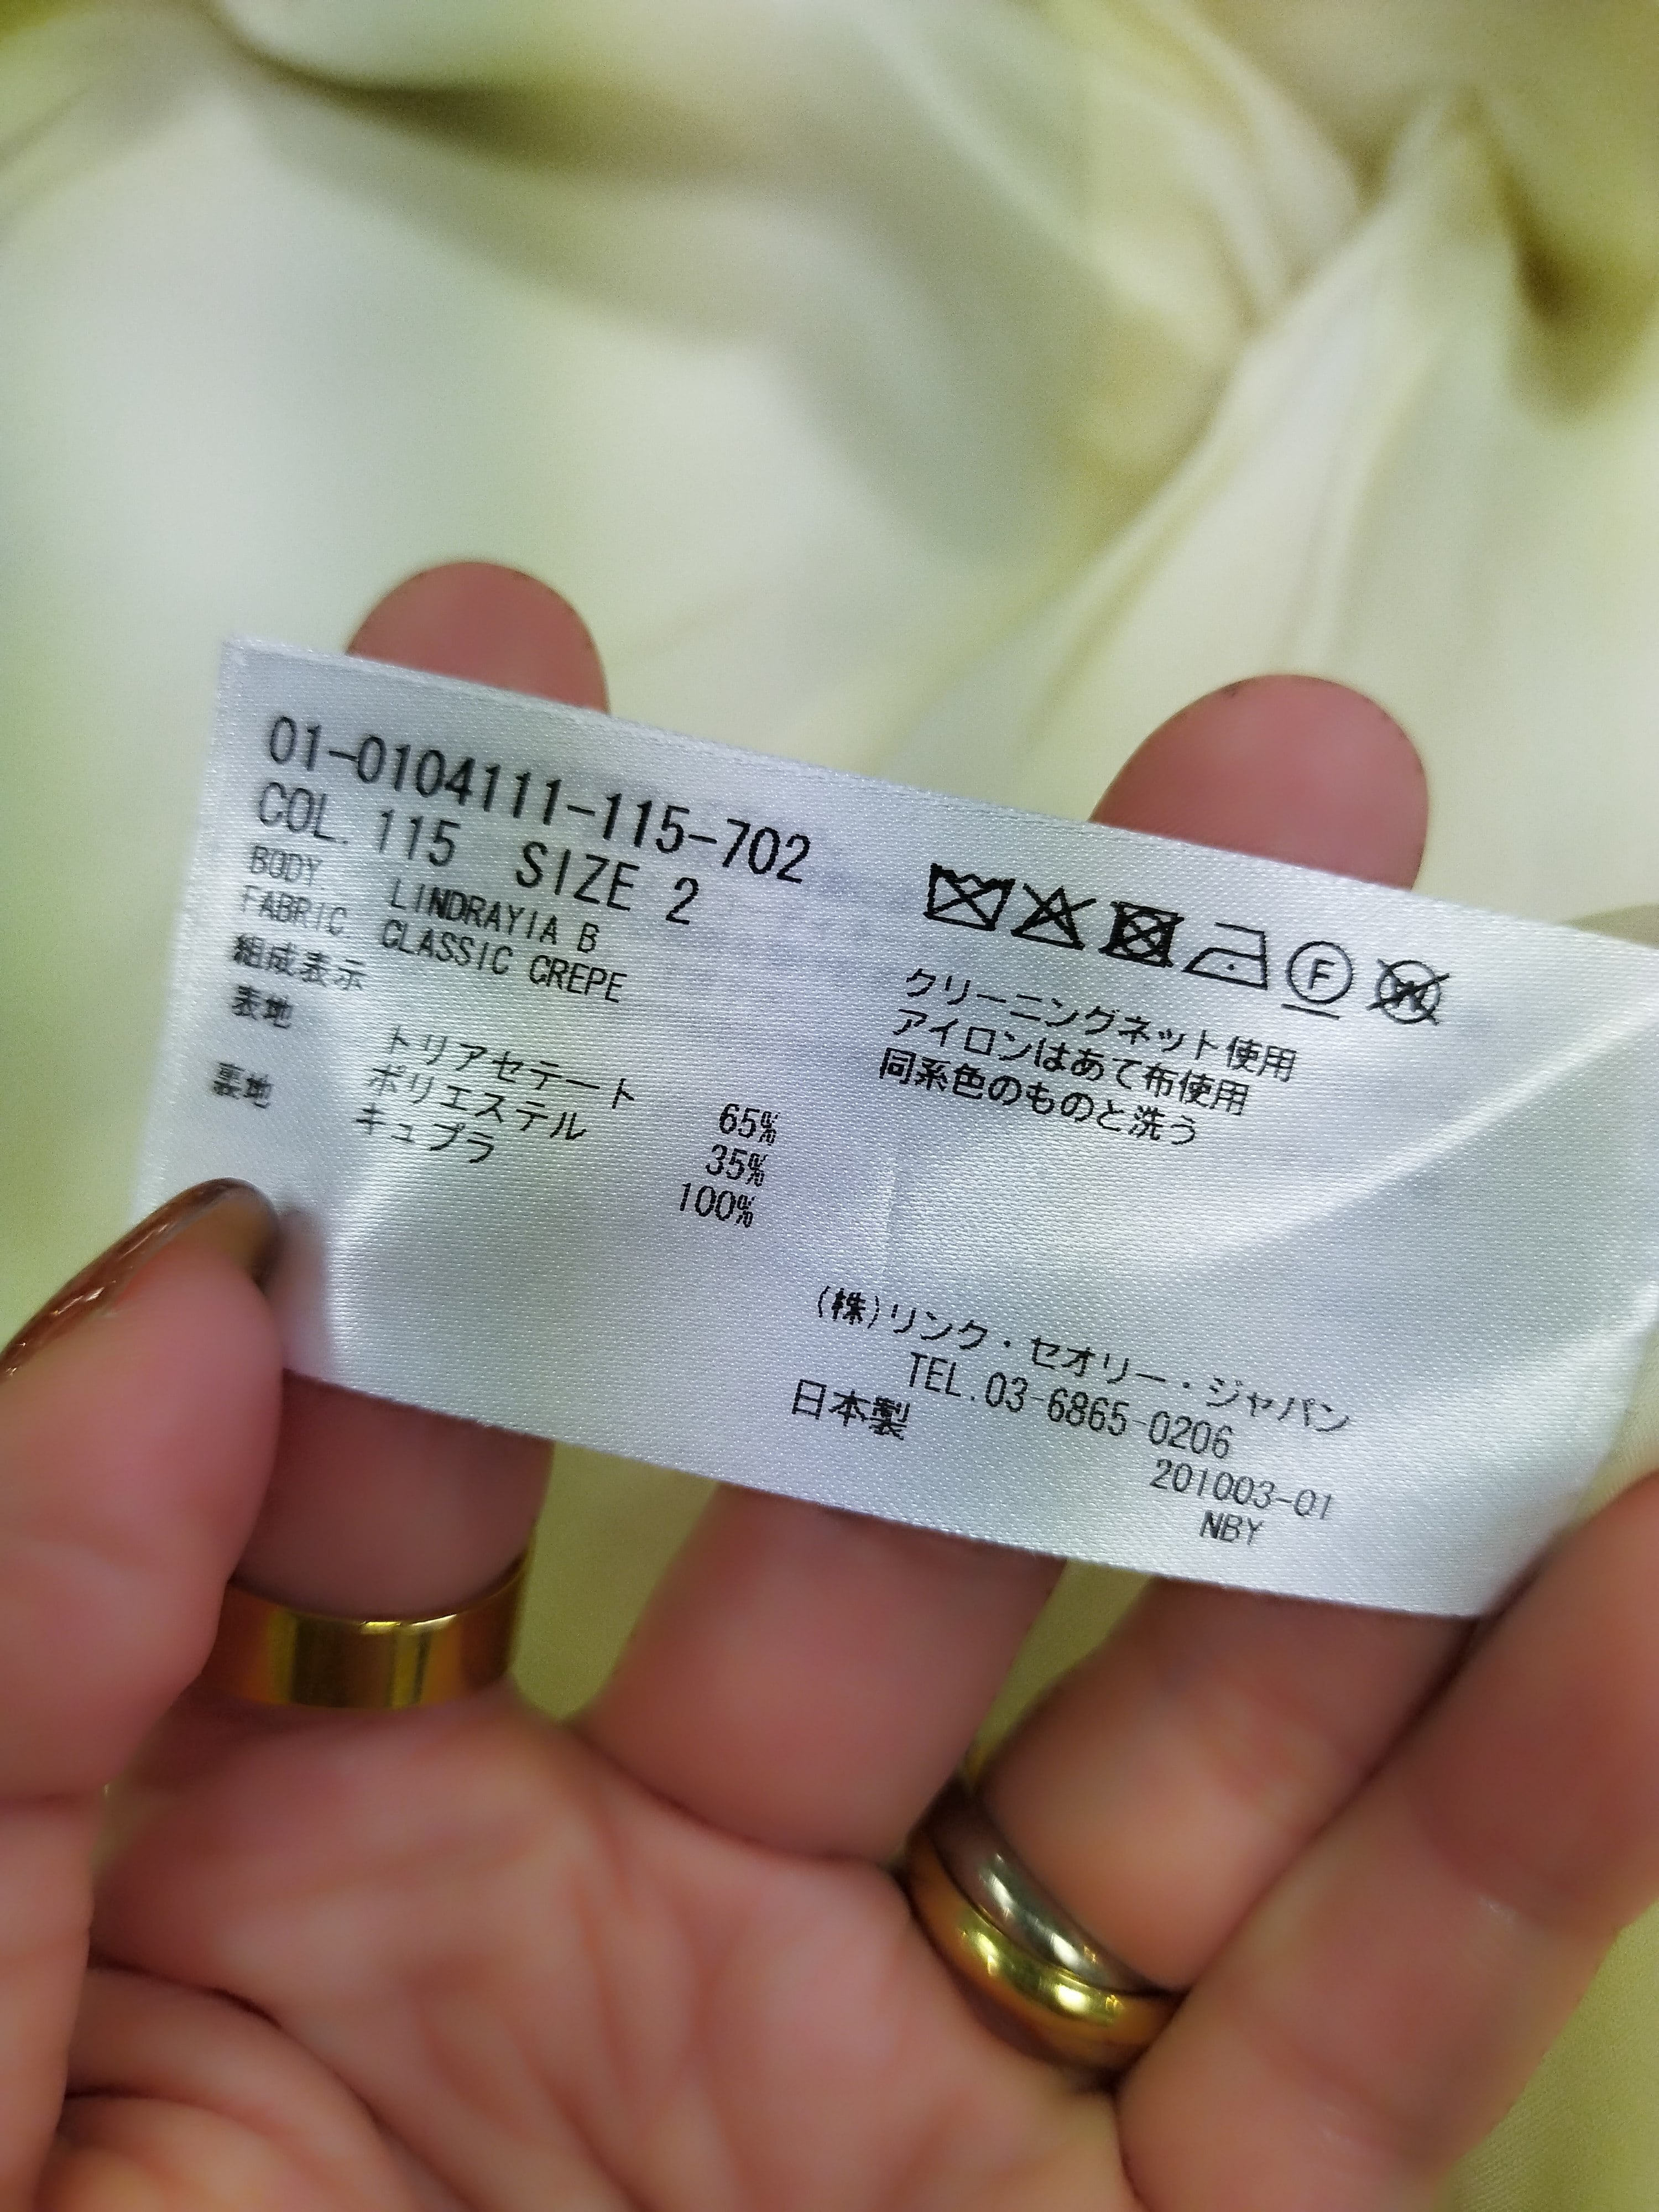 01-0104111-115-702
COL. 115 SIZE 2
BODY. LINDRAYIA B
FABRIC CLASSIC CREPE
組成表示
表地
トリアセテート 65%
ポリエステル 35%
裏地 キュプラ 100%
F
W
クリーニングネット使用
アイロンはあて布使用
同系色のものと洗う
(株)リンク・セオリー・ジャパン
TEL.03-6865-0206
日本製
201003-01
NBY